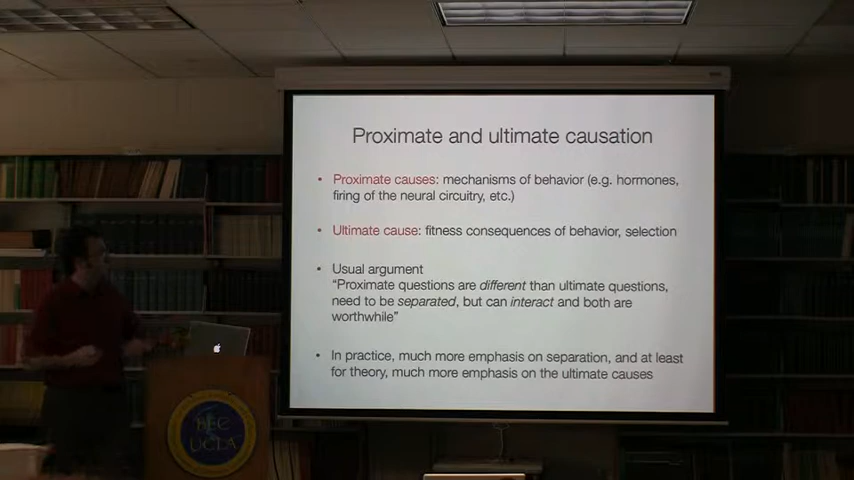 Proximate and ultimate causation
• Proximate causes: mechanisms of behavior (e.g. hormones,
firing of the neural circuitry, etc.)
• Ultimate cause: fitness consequences of behavior, selection
• Usual argument
“Proximate questions are different than ultimate questions,
need to be separated, but can interact and both are
worthwhile”
• In practice, much more emphasis on separation, and at least
for theory, much more emphasis on the ultimate causes
BEC
UCLA